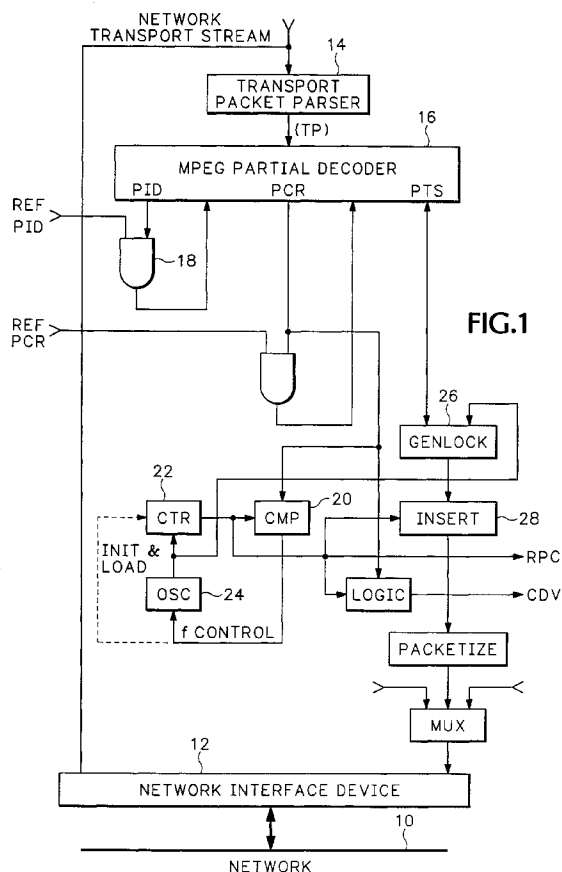 NETWORK
TRANSPORT STREAM
14
TRANSPORT
PACKET PARSER
(TP)
16
MPEG PARTIAL DECODER
PID PCR PTS
REF
PID
18
REF
PCR
FIG.1
26
GENLOCK
22
CTR
20
CMP
INSERT
28
INIT &
LOAD
RPC
OSC
24
LOGIC
CDV
f CONTROL
PACKETIZE
MUX
12
NETWORK INTERFACE DEVICE
10
NETWORK